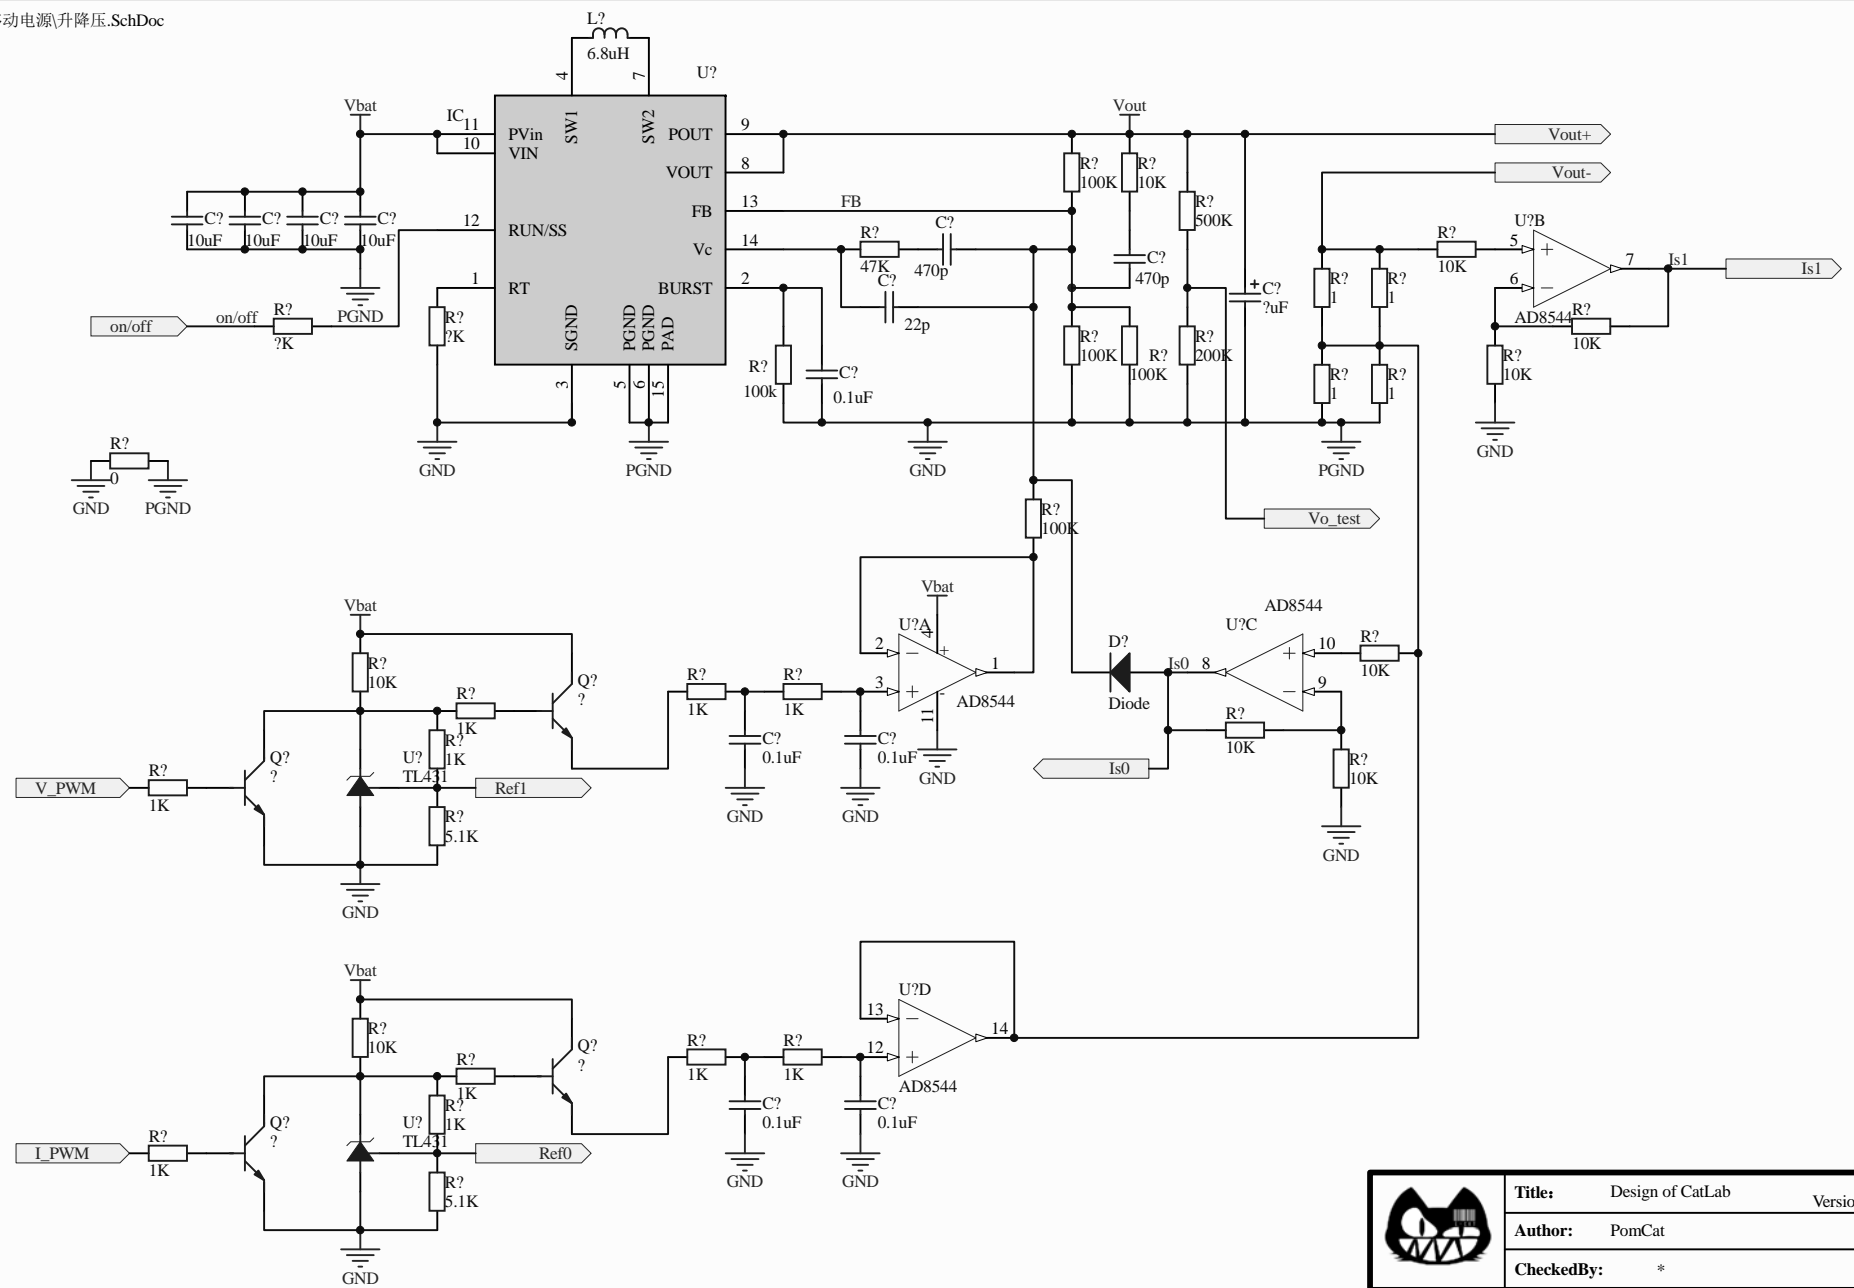 动电源\升降压.SchDoc
L?
6.8uH
4
7
U?
Vbat
IC
11
10
12
1
PVin
VIN
RUN/SS
RT
SW1
SW2
SGND
PGND
PGND
PAD
POUT
VOUT
FB
Vc
BURST
9
8
13
14
2
3
5
6
15
FB
C?
10uF
C?
10uF
C?
10uF
C?
10uF
PGND
on/off
on/off
R?
?K
R?
?K
GND
PGND
R?
0
GND
PGND
R?
47K
C?
470p
C?
22p
R?
100k
C?
0.1uF
GND
Vout
R?
100K
R?
10K
C?
470p
R?
500K
C?
?uF
R?
100K
R?
100K
R?
200K
Vout+
Vout-
R?
1
R?
1
R?
1
R?
1
PGND
R?
10K
U?B
5
6
7
AD8544
Is1
Is1
R?
10K
R?
10K
GND
Vo_test
R?
100K
Vbat
U?A
4
2
3
1
11
AD8544
GND
D?
Diode
Is0
8
U?C
AD8544
10
9
R?
10K
R?
10K
R?
10K
GND
Is0
Vbat
R?
10K
R?
1K
Q?
?
Q?
?
V_PWM
R?
1K
U?
TL431
R?
1K
Ref1
R?
5.1K
GND
R?
1K
R?
1K
C?
0.1uF
C?
0.1uF
GND
GND
Vbat
R?
10K
R?
1K
Q?
?
Q?
?
I_PWM
R?
1K
U?
TL431
R?
1K
Ref0
R?
5.1K
GND
R?
1K
R?
1K
C?
0.1uF
C?
0.1uF
GND
GND
U?D
13
12
14
AD8544
Title: Design of CatLab
Versio
Author: PomCat
CheckedBy: *